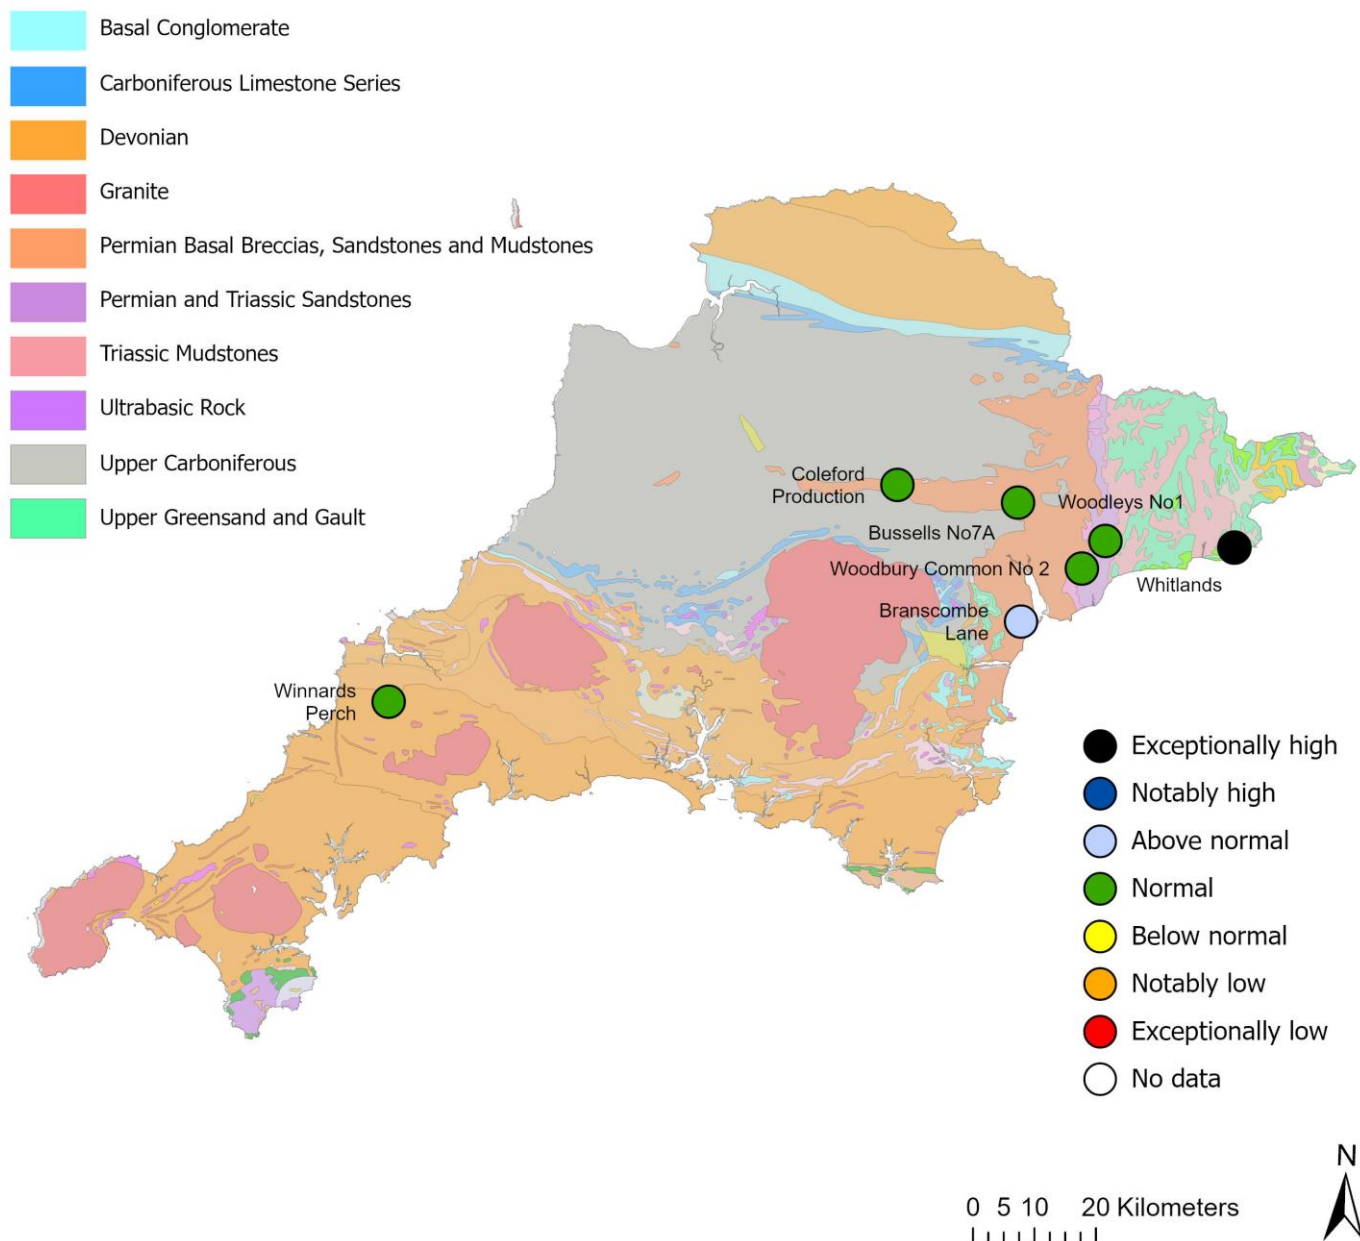 Basal Conglomerate
Carboniferous Limestone Series
Devonian
Granite
Permian Basal Breccias, Sandstones and Mudstones
Permian and Triassic Sandstones
Triassic Mudstones
Ultrabasic Rock
Upper Carboniferous
Upper Greensand and Gault
Coleford
Production
Woodleys No1
Bussells No7A
Woodbury Common No 2
Whitlands
Branscombe
Lane
Winnards
Perch
Exceptionally high
Notably high
Above normal
Normal
Below normal
Notably low
Exceptionally low
No data
N
0 5 10 20 Kilometers